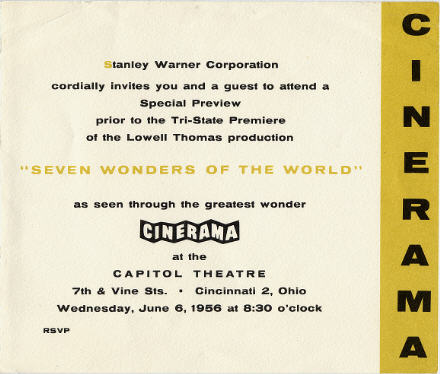 Stanley Warner Corporation
cordially invites you and a guest to attend a
Special Preview
prior to the Tri-State Premiere
of the Lowell Thomas production
"SEVEN WONDERS OF THE WORLD"
as seen through the greatest wonder
CINERAMA
at the
CAPITOL THEATRE
7th & Vine Sts. • Cincinnati 2, Ohio
Wednesday, June 6, 1956 at 8:30 o'clock
RSVP
CINERAMA